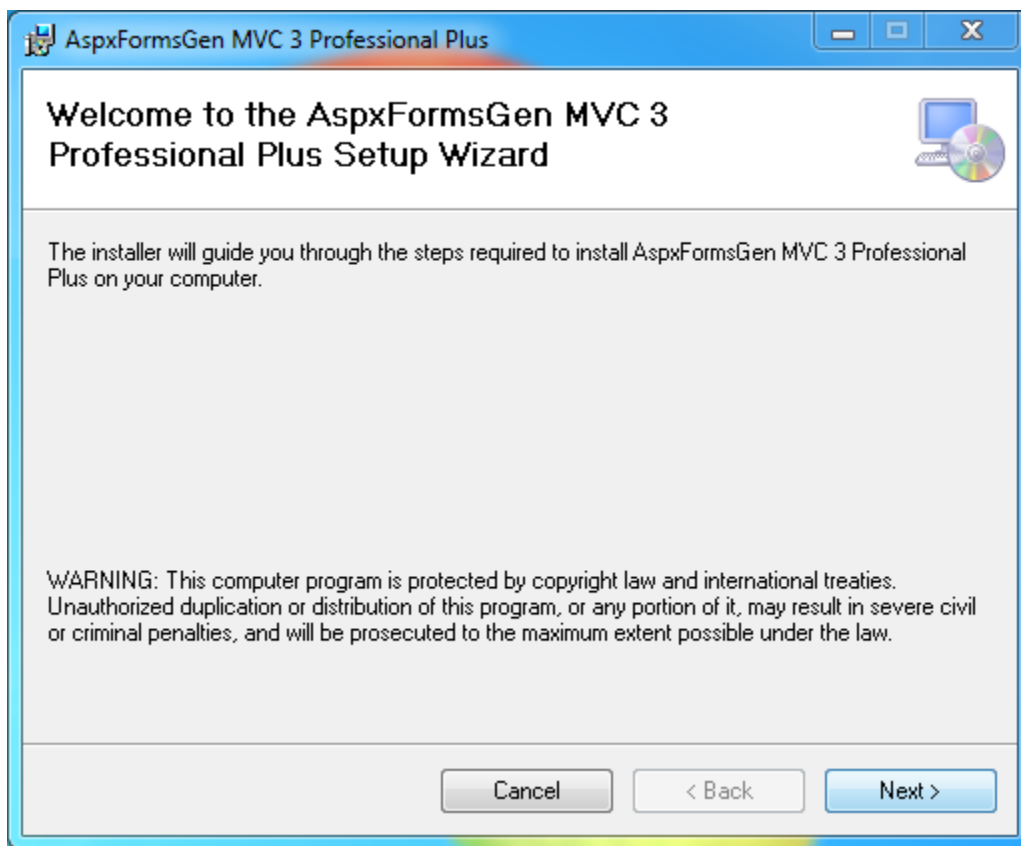 AspxFormsGen MVC 3 Professional Plus
Welcome to the AspxFormsGen MVC 3
Professional Plus Setup Wizard
The installer will guide you through the steps required to install AspxFormsGen MVC 3 Professional
Plus on your computer.
WARNING: This computer program is protected by copyright law and international treaties.
Unauthorized duplication or distribution of this program, or any portion of it, may result in severe civil
or criminal penalties, and will be prosecuted to the maximum extent possible under the law.
Cancel < Back Next >